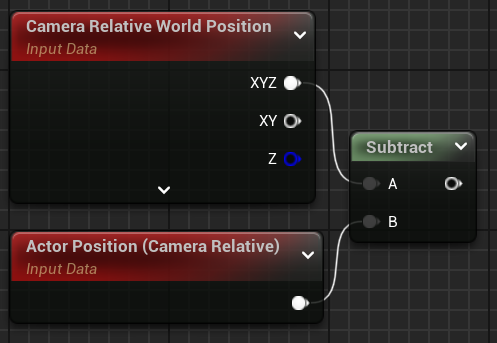 Camera Relative World Position
Input Data
XYZ
XY
Z
Subtract
A
B
Actor Position (Camera Relative)
Input Data